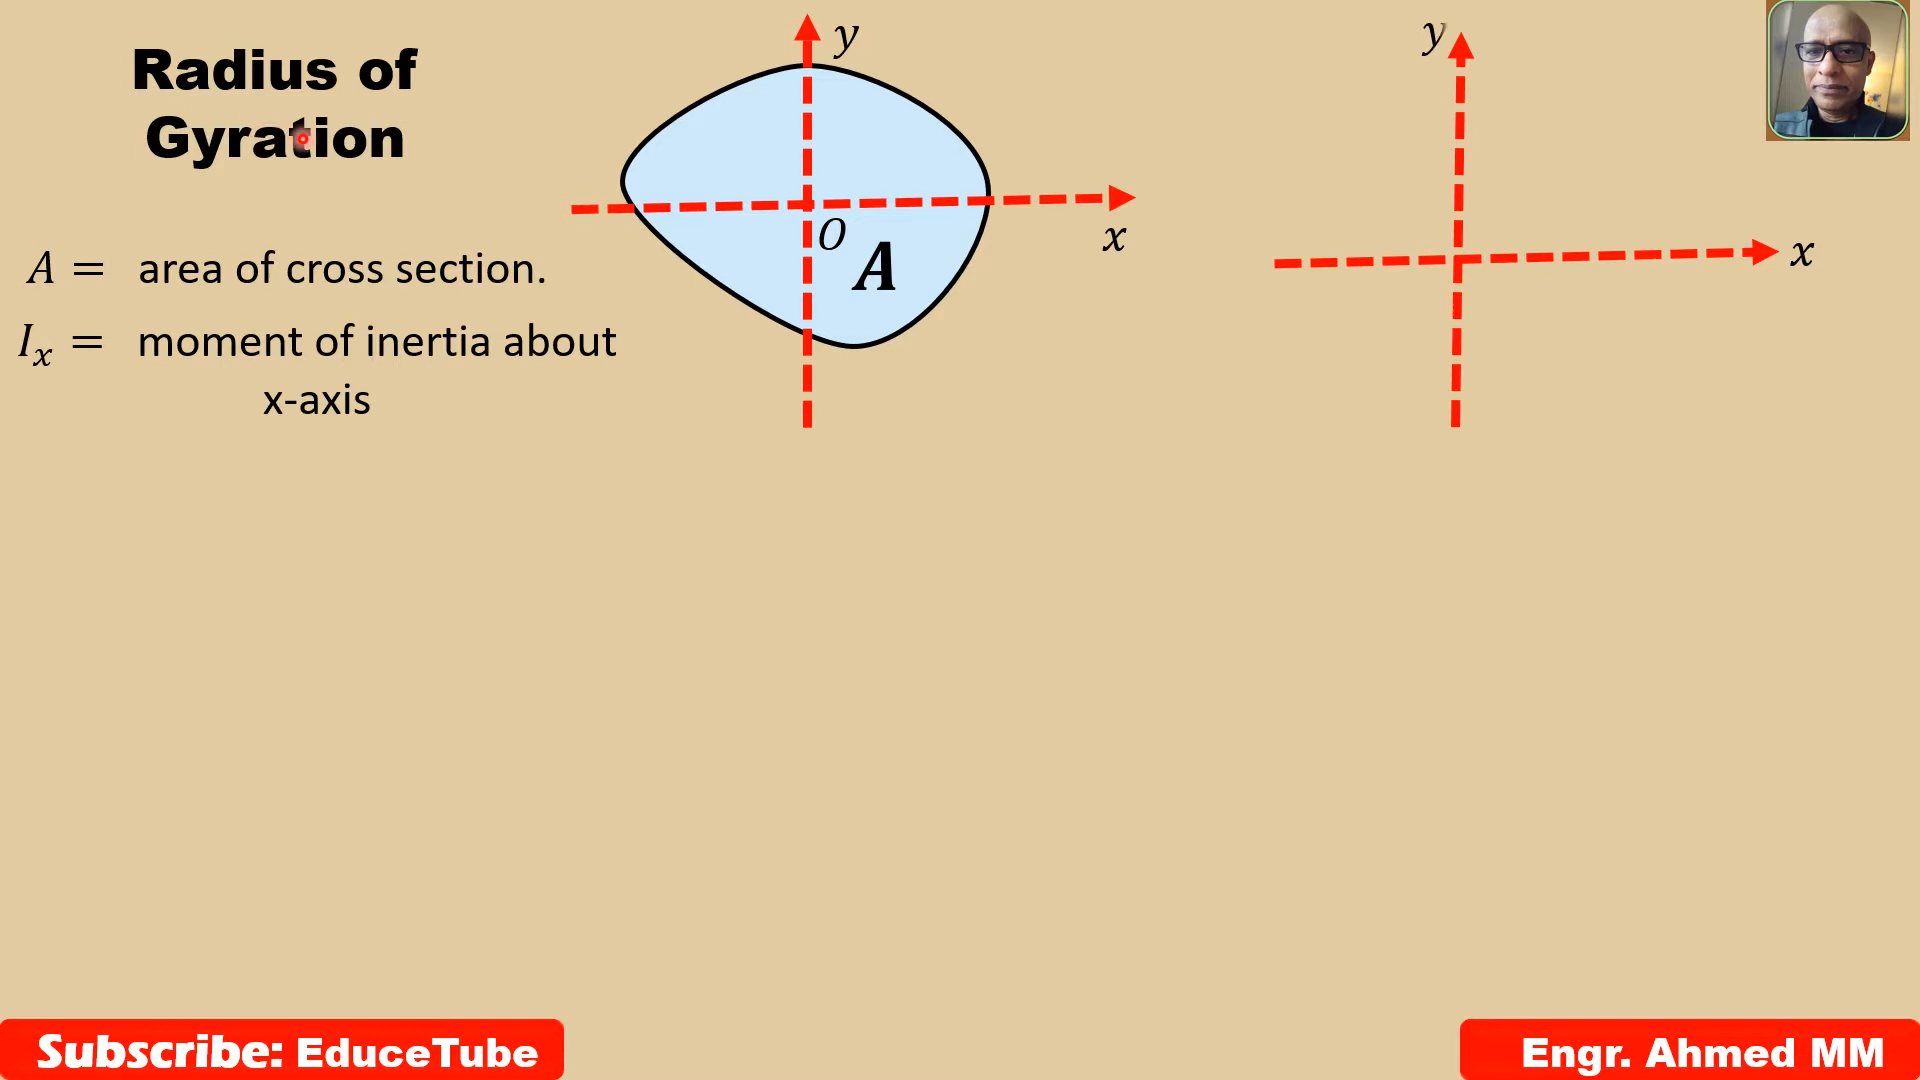 Radius of
Gyration
A = area of cross section.
Iₓ = moment of inertia about
x-axis
y
x
O
A
y
x
Subscribe: EduceTube
Engr. Ahmed MM